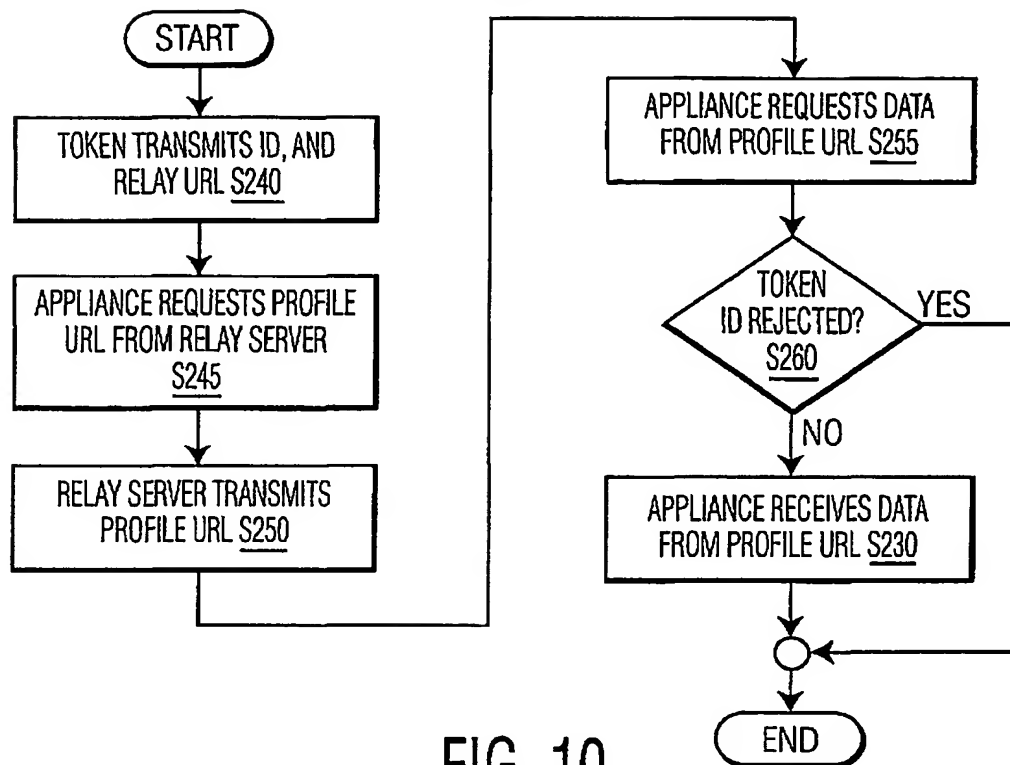 START
TOKEN TRANSMITS ID, AND
RELAY URL S240
APPLIANCE REQUESTS PROFILE
URL FROM RELAY SERVER
S245
RELAY SERVER TRANSMITS
PROFILE URL S250
APPLIANCE REQUESTS DATA
FROM PROFILE URL S255
TOKEN
ID REJECTED?
S260
YES
NO
APPLIANCE RECEIVES DATA
FROM PROFILE URL S230
END
FIG. 10